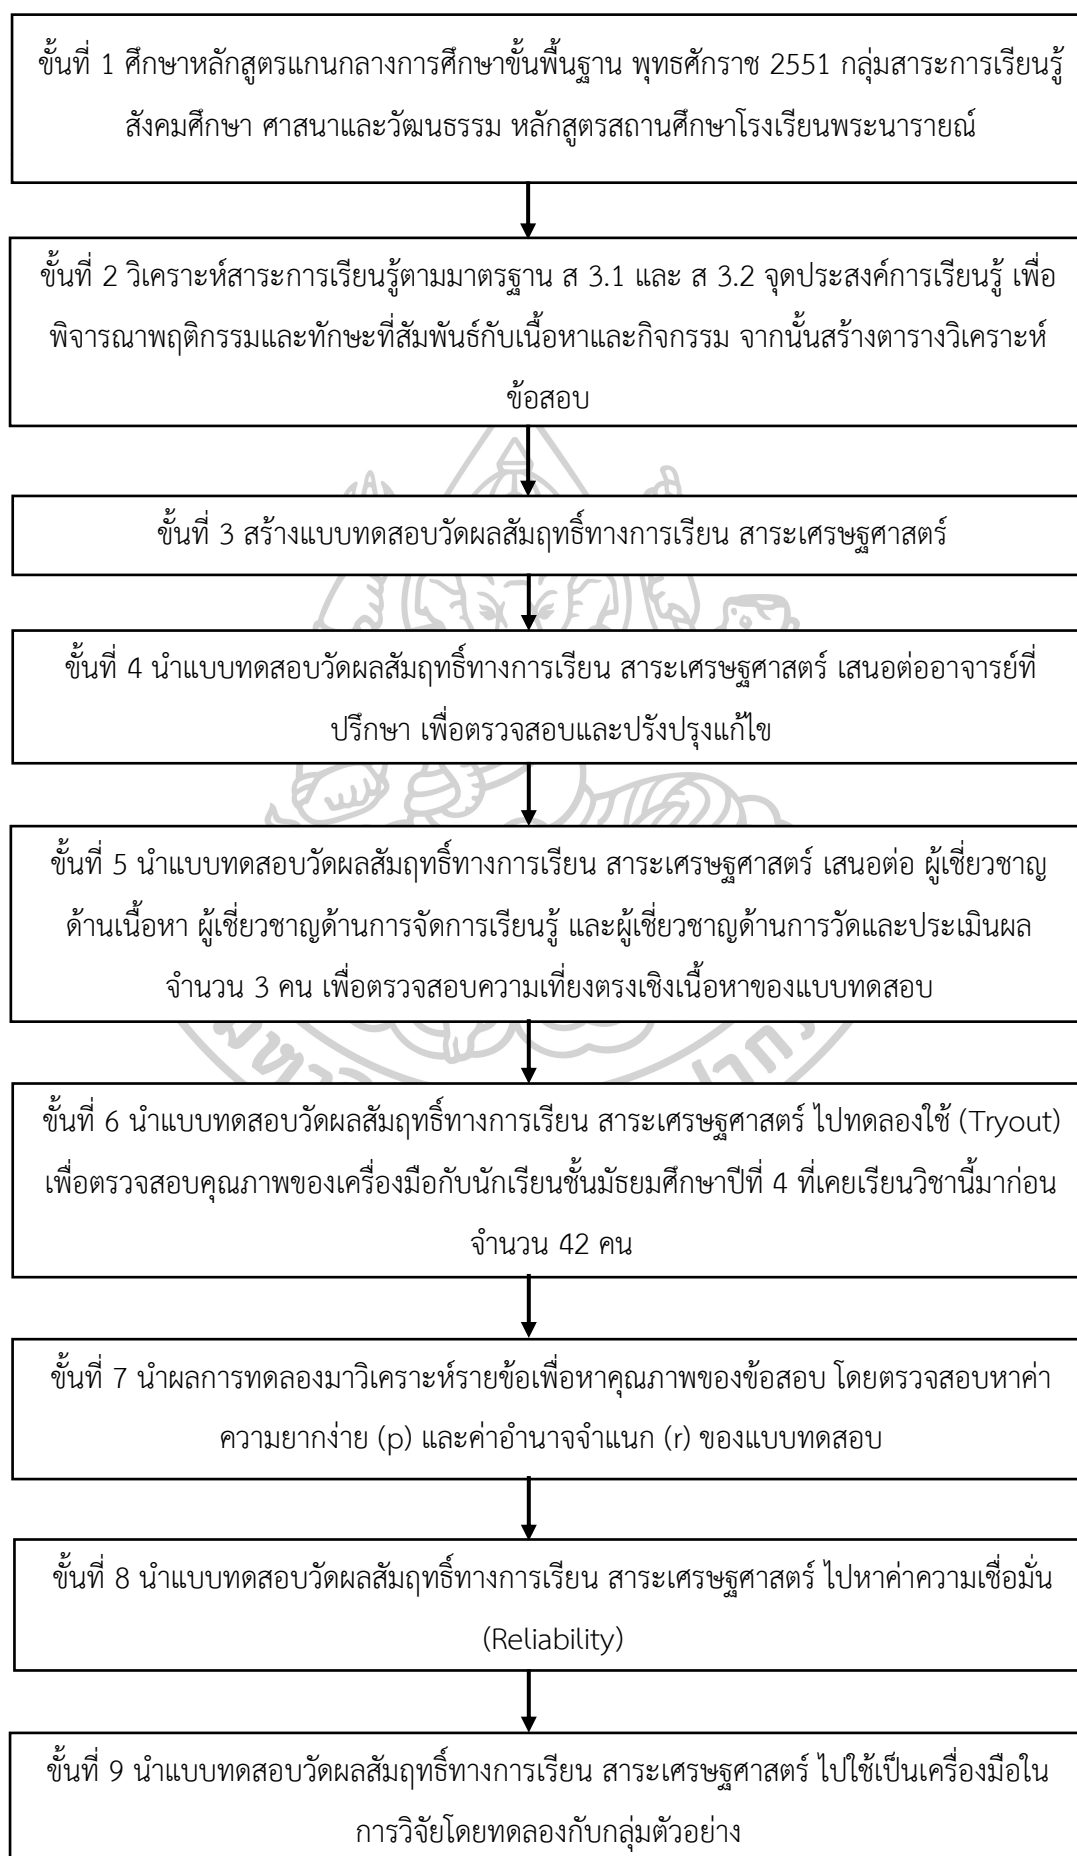 ขั้นที่ 1 ศึกษาหลักสูตรแกนกลางการศึกษาขั้นพื้นฐาน พุทธศักราช 2551 กลุ่มสาระการเรียนรู้
สังคมศึกษา ศาสนาและวัฒนธรรม หลักสูตรสถานศึกษาโรงเรียนพระนารายณ์
ขั้นที่ 2 วิเคราะห์สาระการเรียนรู้ตามมาตรฐาน ส 3.1 และ ส 3.2 จุดประสงค์การเรียนรู้ เพื่อ
พิจารณาพฤติกรรมและทักษะที่สัมพันธ์กับเนื้อหาและกิจกรรม จากนั้นสร้างตารางวิเคราะห์
ข้อสอบ
ขั้นที่ 3 สร้างแบบทดสอบวัดผลสัมฤทธิ์ทางการเรียน สาระเศรษฐศาสตร์
ขั้นที่ 4 นำแบบทดสอบวัดผลสัมฤทธิ์ทางการเรียน สาระเศรษฐศาสตร์ เสนอต่ออาจารย์ที่
ปรึกษา เพื่อตรวจสอบและปรังปรุงแก้ไข
ขั้นที่ 5 นำแบบทดสอบวัดผลสัมฤทธิ์ทางการเรียน สาระเศรษฐศาสตร์ เสนอต่อ ผู้เชี่ยวชาญ
ด้านเนื้อหา ผู้เชี่ยวชาญด้านการจัดการเรียนรู้ และผู้เชี่ยวชาญด้านการวัดและประเมินผล
จำนวน 3 คน เพื่อตรวจสอบความเที่ยงตรงเชิงเนื้อหาของแบบทดสอบ
ขั้นที่ 6 นำแบบทดสอบวัดผลสัมฤทธิ์ทางการเรียน สาระเศรษฐศาสตร์ ไปทดลองใช้ (Tryout)
เพื่อตรวจสอบคุณภาพของเครื่องมือกับนักเรียนชั้นมัธยมศึกษาปีที่ 4 ที่เคยเรียนวิชานี้มาก่อน
จำนวน 42 คน
ขั้นที่ 7 นำผลการทดลองมาวิเคราะห์รายข้อเพื่อหาคุณภาพของข้อสอบ โดยตรวจสอบหาค่า
ความยากง่าย (p) และค่าอำนาจจำแนก (r) ของแบบทดสอบ
ขั้นที่ 8 นำแบบทดสอบวัดผลสัมฤทธิ์ทางการเรียน สาระเศรษฐศาสตร์ ไปหาค่าความเชื่อมั่น
(Reliability)
ขั้นที่ 9 นำแบบทดสอบวัดผลสัมฤทธิ์ทางการเรียน สาระเศรษฐศาสตร์ ไปใช้เป็นเครื่องมือใน
การวิจัยโดยทดลองกับกลุ่มตัวอย่าง